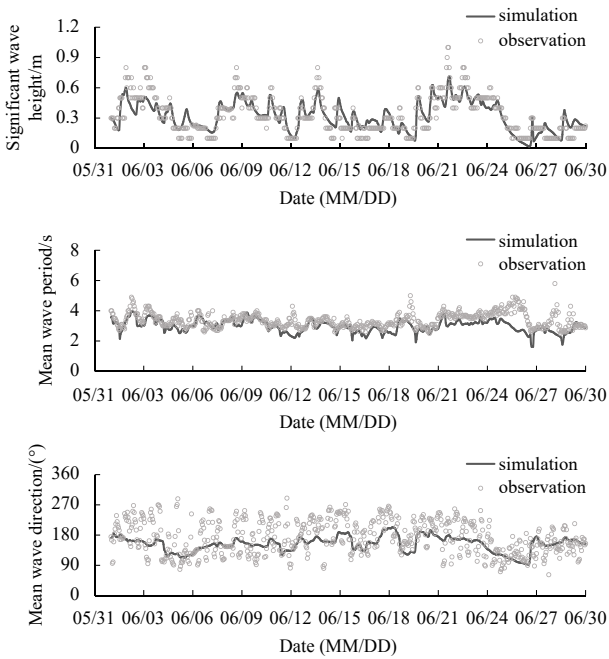 simulation
observation
Significant wave
height/m
1.2
0.9
0.6
0.3
0
05/31 06/03 06/06 06/09 06/12 06/15 06/18 06/21 06/24 06/27 06/30
Date (MM/DD)
simulation
observation
Mean wave period/s
8
6
4
2
0
05/31 06/03 06/06 06/09 06/12 06/15 06/18 06/21 06/24 06/27 06/30
Date (MM/DD)
simulation
observation
Mean wave direction/(°)
360
270
180
90
0
05/31 06/03 06/06 06/09 06/12 06/15 06/18 06/21 06/24 06/27 06/30
Date (MM/DD)